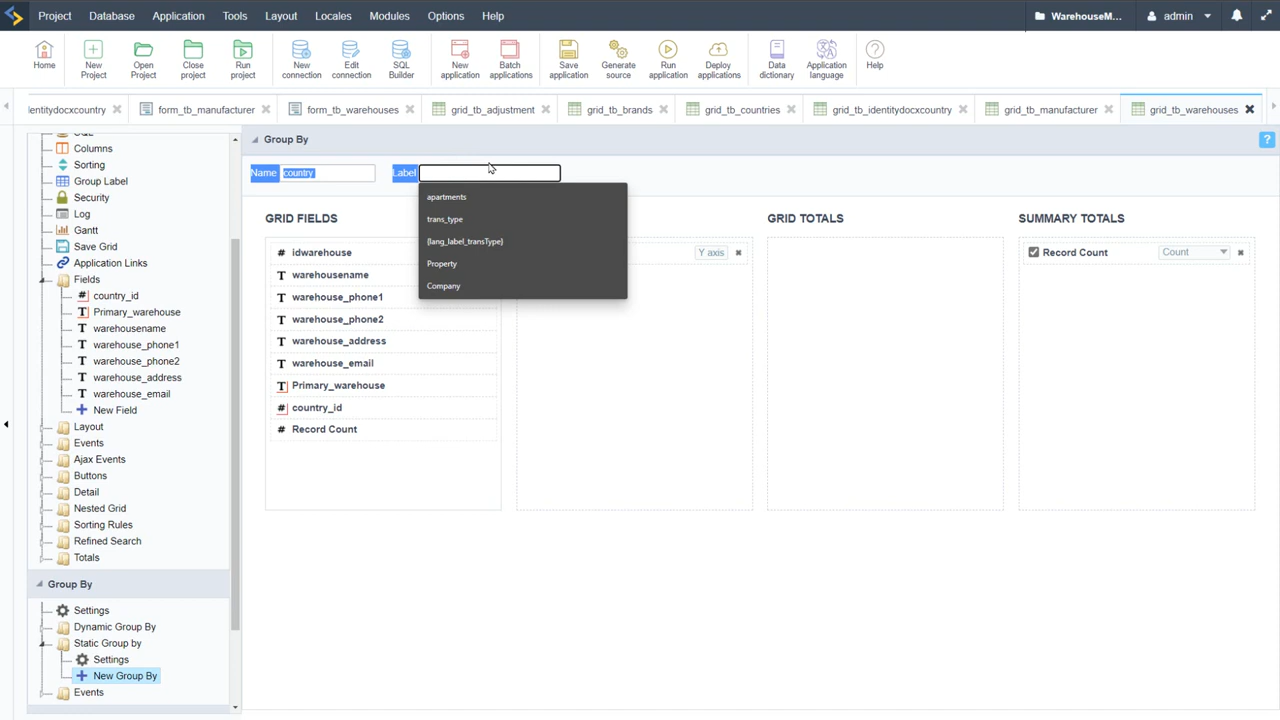 Project Database Application Tools Layout Locales Modules Options Help WarehouseM... admin
Home New Project Open Project Close project Run project New connection Edit connection SQL Builder New application Batch applications Save application Generate source Run application Deploy applications Data dictionary Application language Help
identitydocxcountry form_tb_manufacturer form_tb_warehouses grid_tb_adjustment grid_tb_brands grid_tb_countries grid_tb_identitydocxcountry grid_tb_manufacturer grid_tb_warehouses
SQL
Columns
Sorting
Group Label
Security
Log
Gantt
Save Grid
Application Links
Fields
country_id
Primary_warehouse
warehousename
warehouse_phone1
warehouse_phone2
warehouse_address
warehouse_email
New Field
Layout
Events
Ajax Events
Buttons
Detail
Nested Grid
Sorting Rules
Refined Search
Totals
Group By
Settings
Dynamic Group By
Static Group by
Settings
New Group By
Events
Group By ?
Name country Label
apartments
trans_type
{lang_label_transType}
Property
Company
GRID FIELDS GRID TOTALS SUMMARY TOTALS
# idwarehouse Y axis Record Count Count
T warehousename
T warehouse_phone1
T warehouse_phone2
T warehouse_address
T warehouse_email
T Primary_warehouse
# country_id
# Record Count